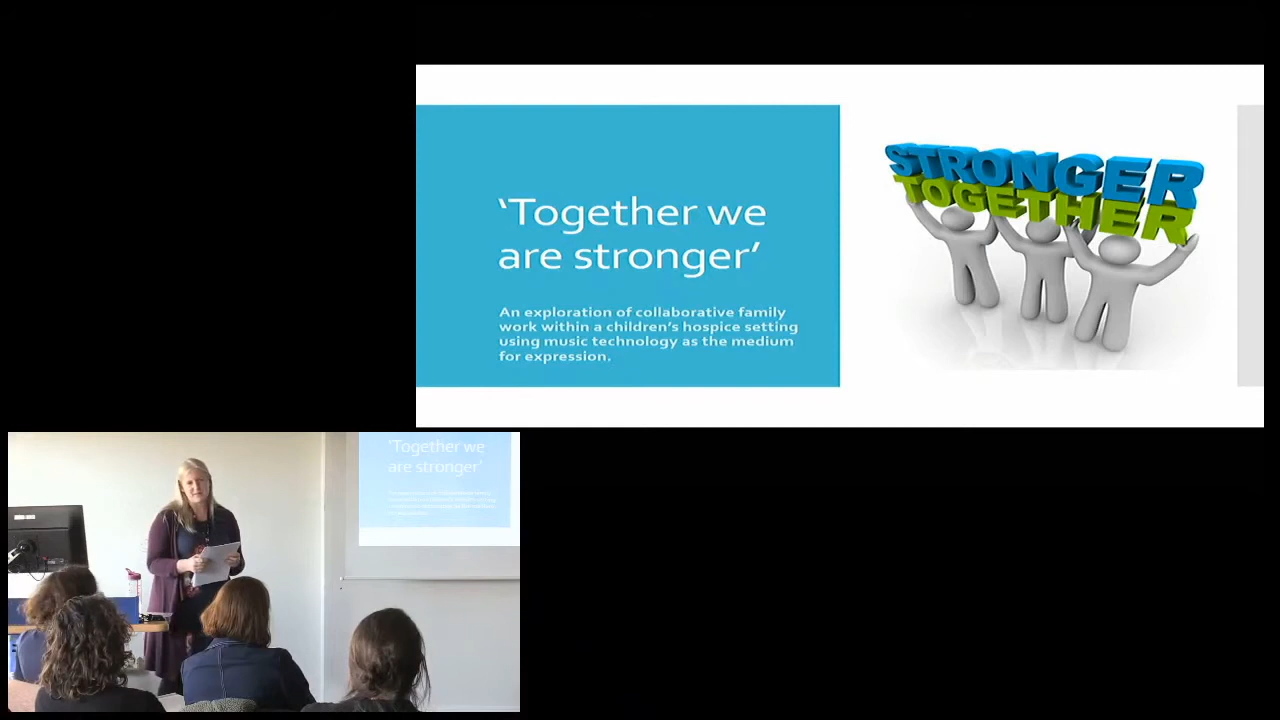 ‘Together we
are stronger’
An exploration of collaborative family
work within a children’s hospice setting
using music technology as the medium
for expression.
STRONGER
TOGETHER
‘Together we
are stronger’